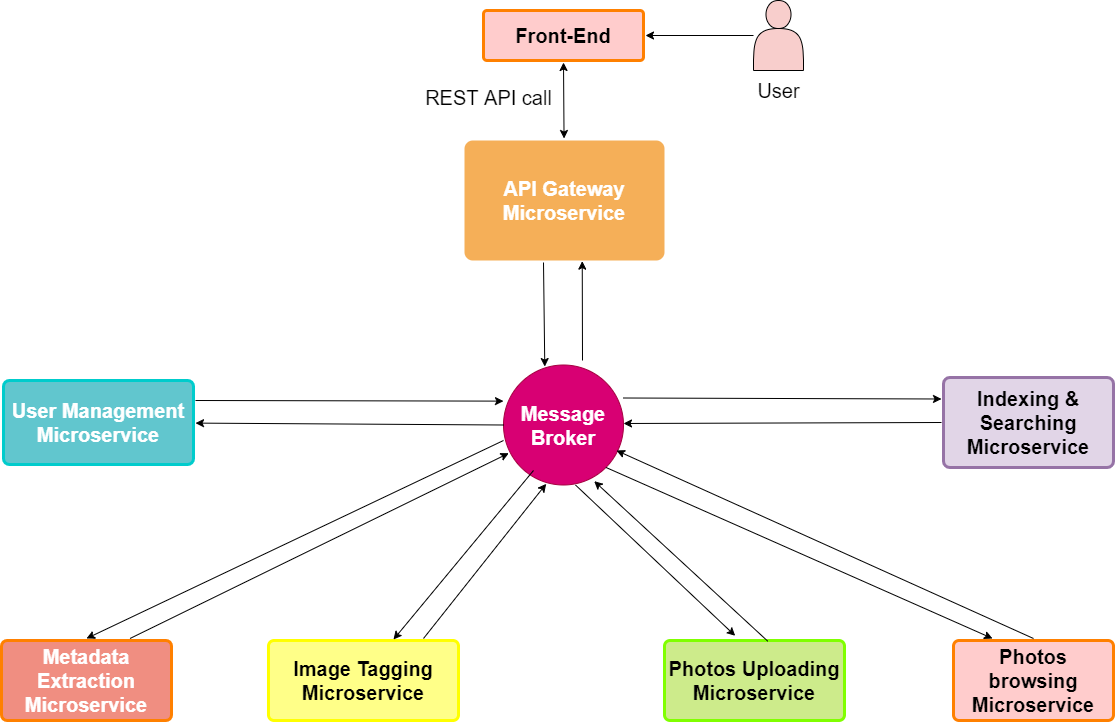 Front-End
User
REST API call
API Gateway
Microservice
User Management
Microservice
Message
Broker
Indexing &
Searching
Microservice
Metadata
Extraction
Microservice
Image Tagging
Microservice
Photos Uploading
Microservice
Photos
browsing
Microservice